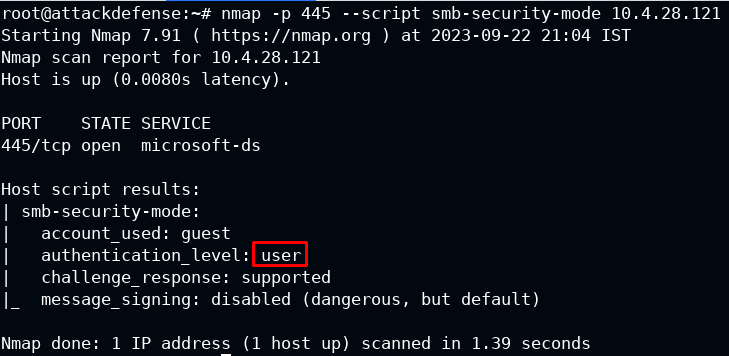 root@attackdefense:~# nmap -p 445 --script smb-security-mode 10.4.28.121
Starting Nmap 7.91 ( https://nmap.org ) at 2023-09-22 21:04 IST
Nmap scan report for 10.4.28.121
Host is up (0.0080s latency).
PORT    STATE SERVICE
445/tcp open  microsoft-ds
Host script results:
| smb-security-mode:
|   account_used: guest
|   authentication_level: user
|   challenge_response: supported
|_  message_signing: disabled (dangerous, but default)
Nmap done: 1 IP address (1 host up) scanned in 1.39 seconds